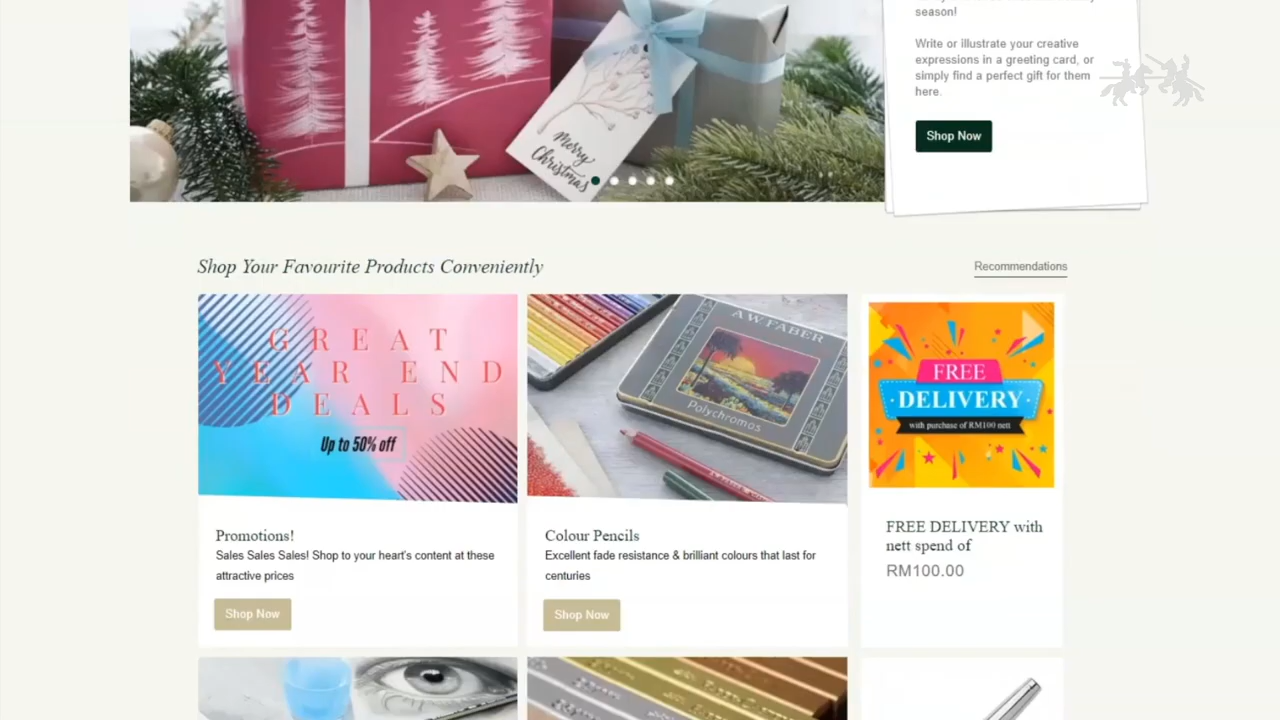 season!
Write or illustrate your creative
expressions in a greeting card, or
simply find a perfect gift for them
here.
Shop Now
Merry
Christmas
Shop Your Favourite Products Conveniently
Recommendations
GREAT
YEAR END
DEALS
Up to 50% off
A.W.FABER
Polychromos
FREE
DELIVERY
with purchase of RM100 nett
Promotions!
Sales Sales Sales! Shop to your heart's content at these
attractive prices
Shop Now
Colour Pencils
Excellent fade resistance & brilliant colours that last for
centuries
Shop Now
FREE DELIVERY with
nett spend of
RM100.00